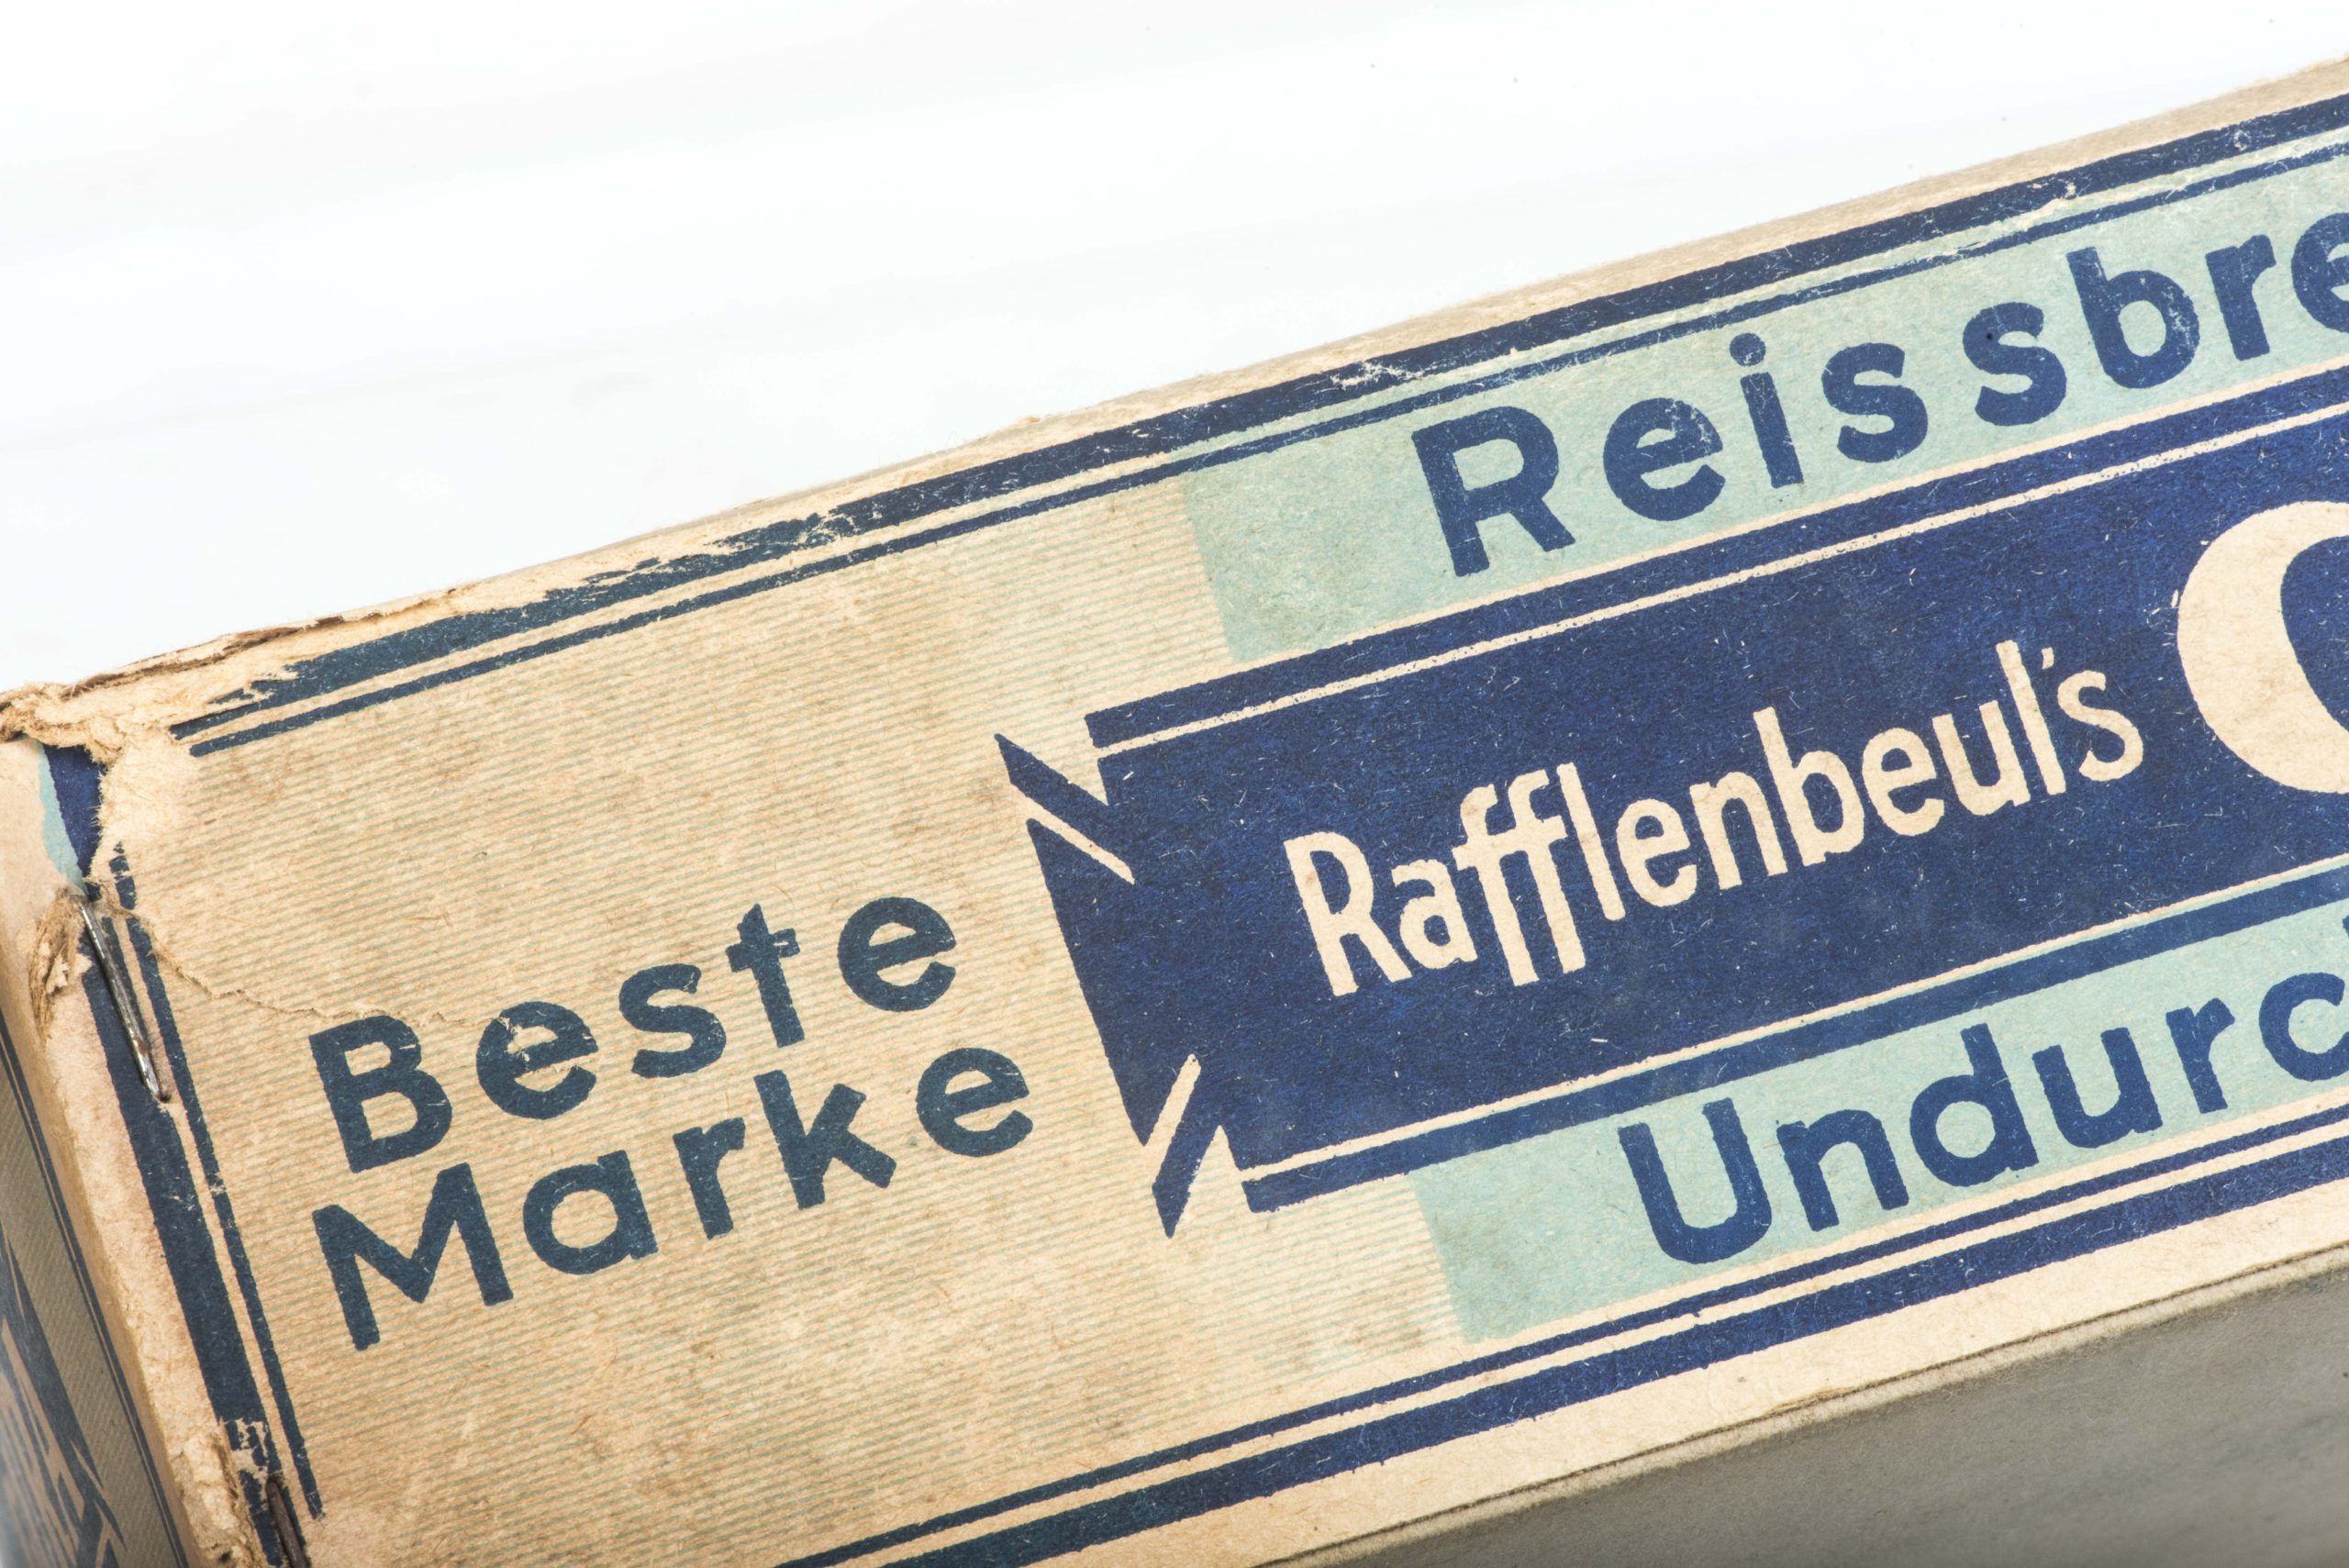 Beste
Marke
Reissbre
Rafflenbeul's
Undurc